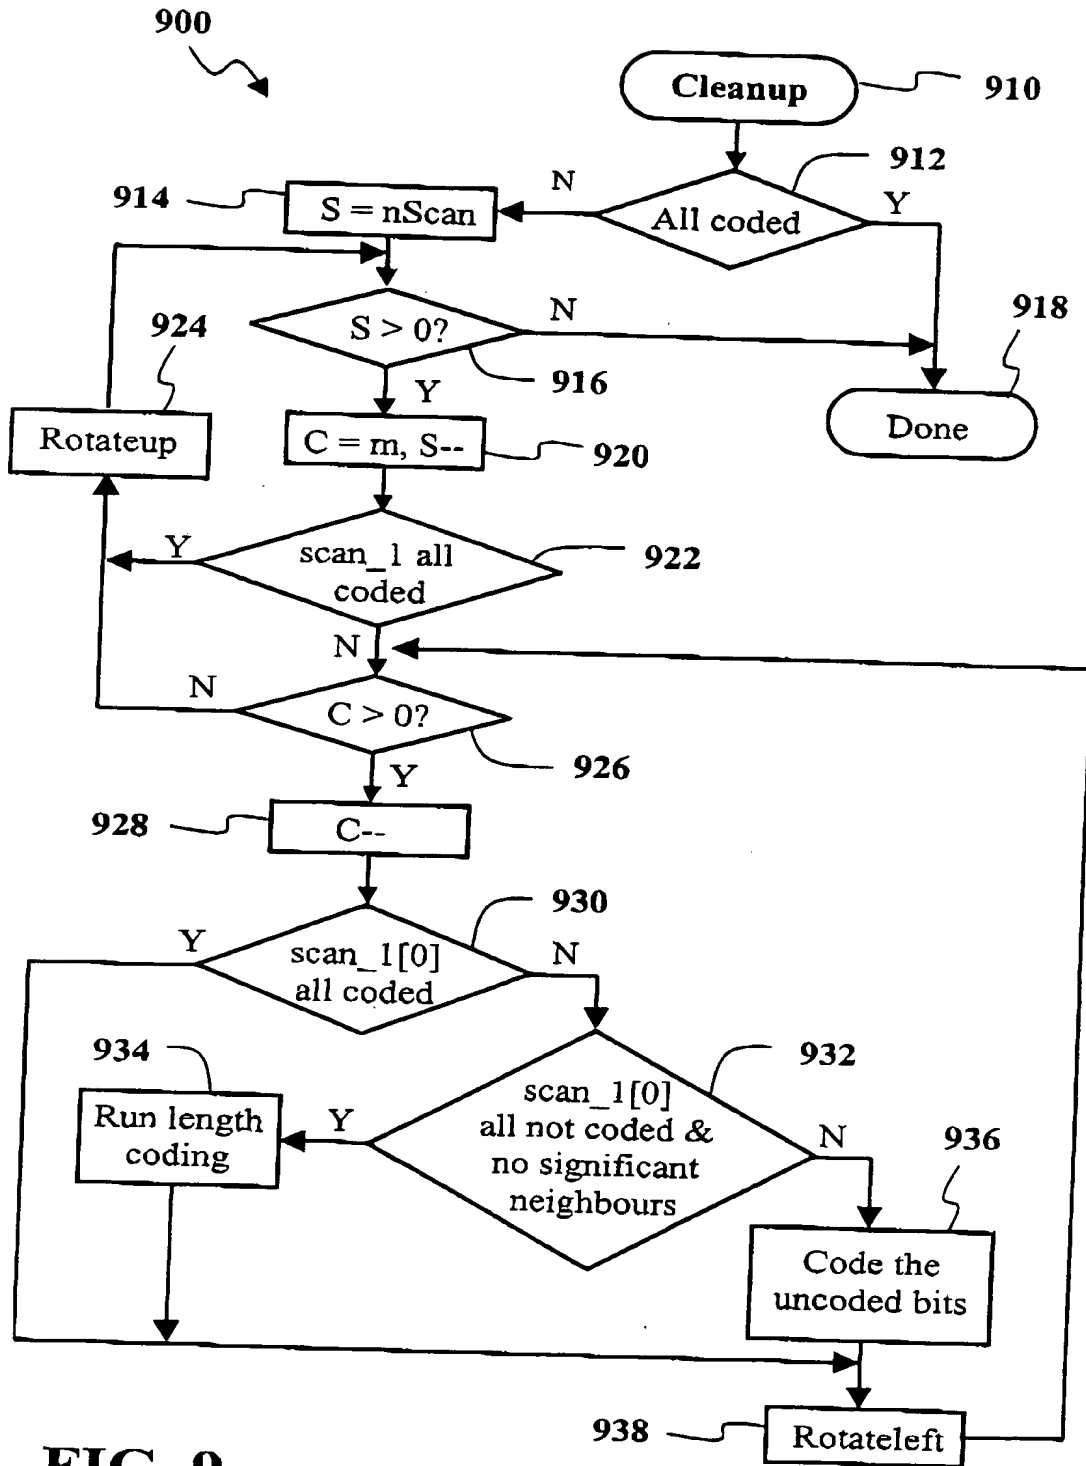 900
Cleanup
910
912
N
Y
914
S = nScan
All coded
924
S > 0?
N
918
916
Y
Rotateup
C = m, S--
920
Done
Y
scan_1 all
coded
922
N
N
C > 0?
926
Y
928
C--
930
Y
scan_1[0]
all coded
N
934
932
Run length
coding
Y
scan_1[0]
all not coded &
no significant
neighbours
N
936
Code the
uncoded bits
938
Rotateleft
FIG. 9